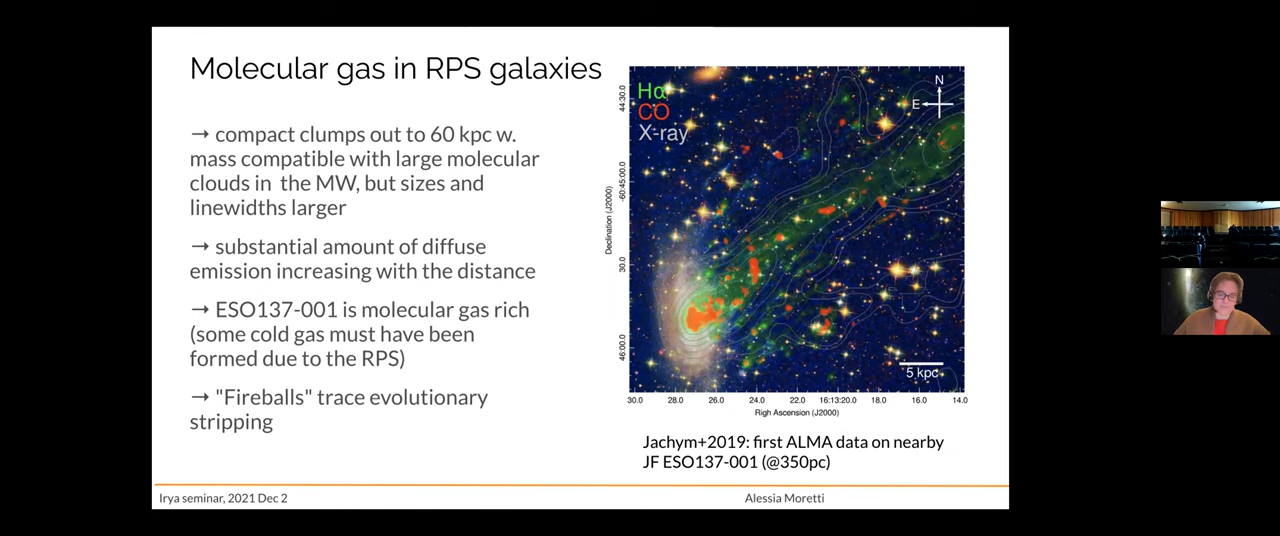 Molecular gas in RPS galaxies
→ compact clumps out to 60 kpc w.
mass compatible with large molecular
clouds in the MW, but sizes and
linewidths larger
→ substantial amount of diffuse
emission increasing with the distance
→ ESO137-001 is molecular gas rich
(some cold gas must have been
formed due to the RPS)
→ "Fireballs" trace evolutionary
stripping
Hα
CO
X-ray
N
E
5 kpc
44:30.0
-60:45:00.0
30.0
46:00.0
Declination (J2000)
30.0 28.0 26.0 24.0 22.0 16:13:20.0 18.0 16.0 14.0
Righ Ascension (J2000)
Jachym+2019: first ALMA data on nearby
JF ESO137-001 (@350pc)
Irya seminar, 2021 Dec 2
Alessia Moretti